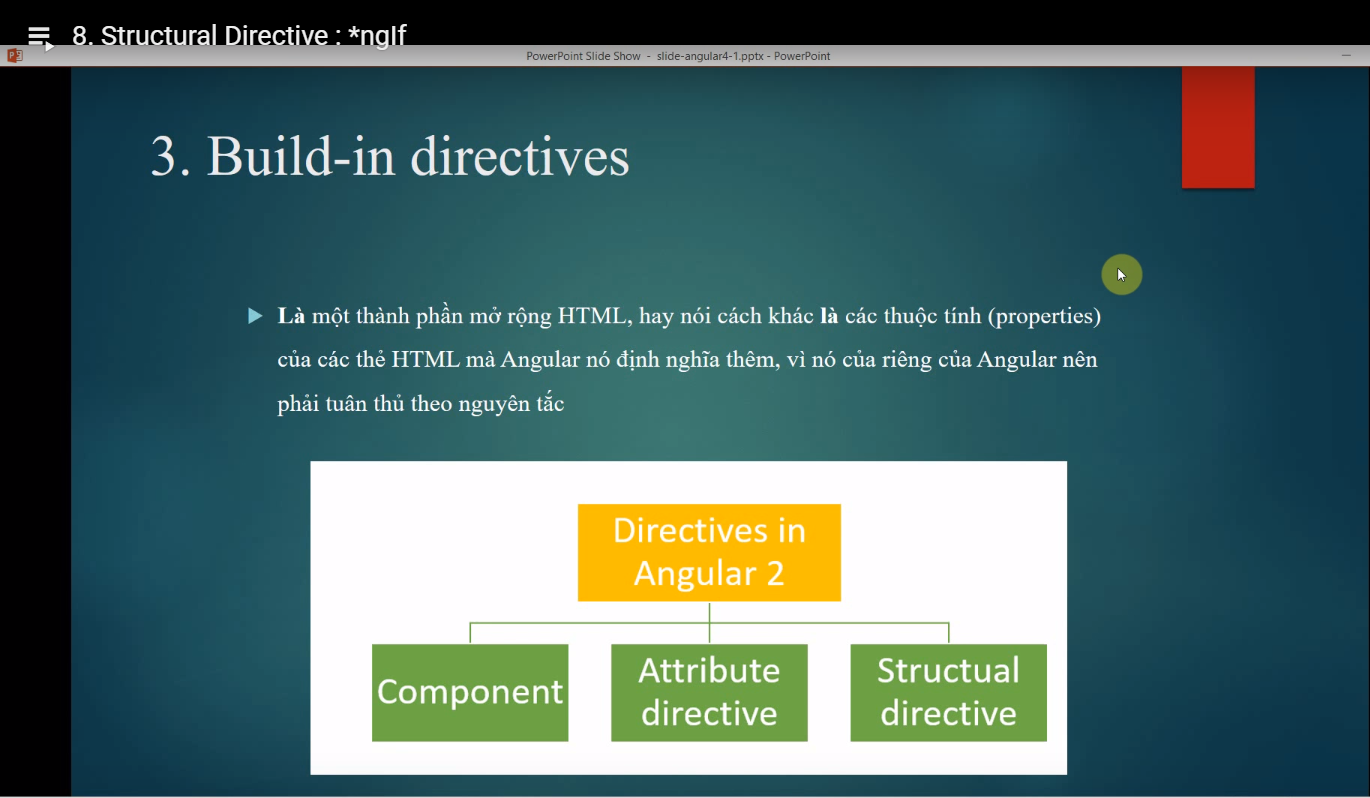 8. Structural Directive : *ngIf
PowerPoint Slide Show - slide-angular4-1.pptx - PowerPoint
3. Build-in directives
Là một thành phần mở rộng HTML, hay nói cách khác là các thuộc tính (properties)
của các thẻ HTML mà Angular nó định nghĩa thêm, vì nó của riêng của Angular nên
phải tuân thủ theo nguyên tắc
Directives in
Angular 2
Component
Attribute
directive
Structual
directive